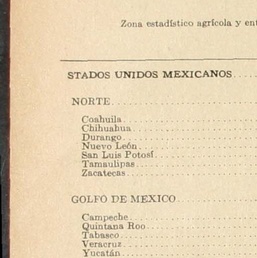 Zona estadístico agrícola y
STADOS UNIDOS MEXICANOS
NORTE
Coahuila
Chihuahua
Durango
Nuevo León
San Luis Potosí
Tamaulipas
Zacatecas
GOLFO DE MEXICO
Campeche
Quintana Roo
Tabasco
Veracruz
Yucatán